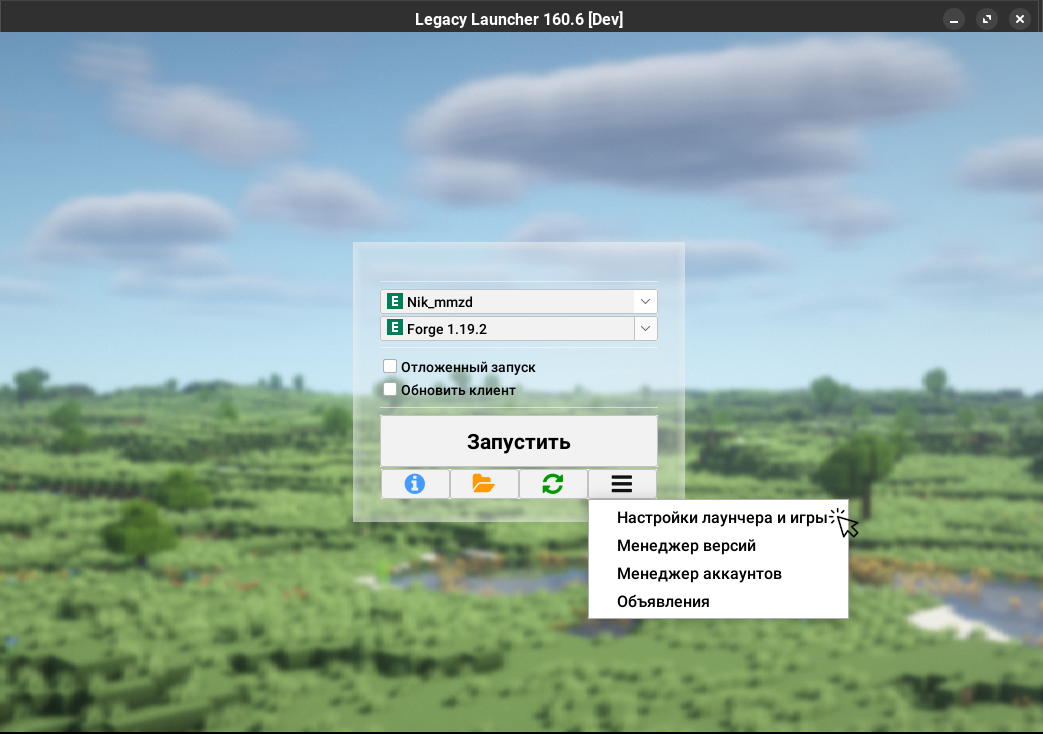 Legacy Launcher 160.6 [Dev]
E Nik_mmzd
E Forge 1.19.2
Отложенный запуск
Обновить клиент
Запустить
Настройки лаунчера и игры
Менеджер версий
Менеджер аккаунтов
Объявления